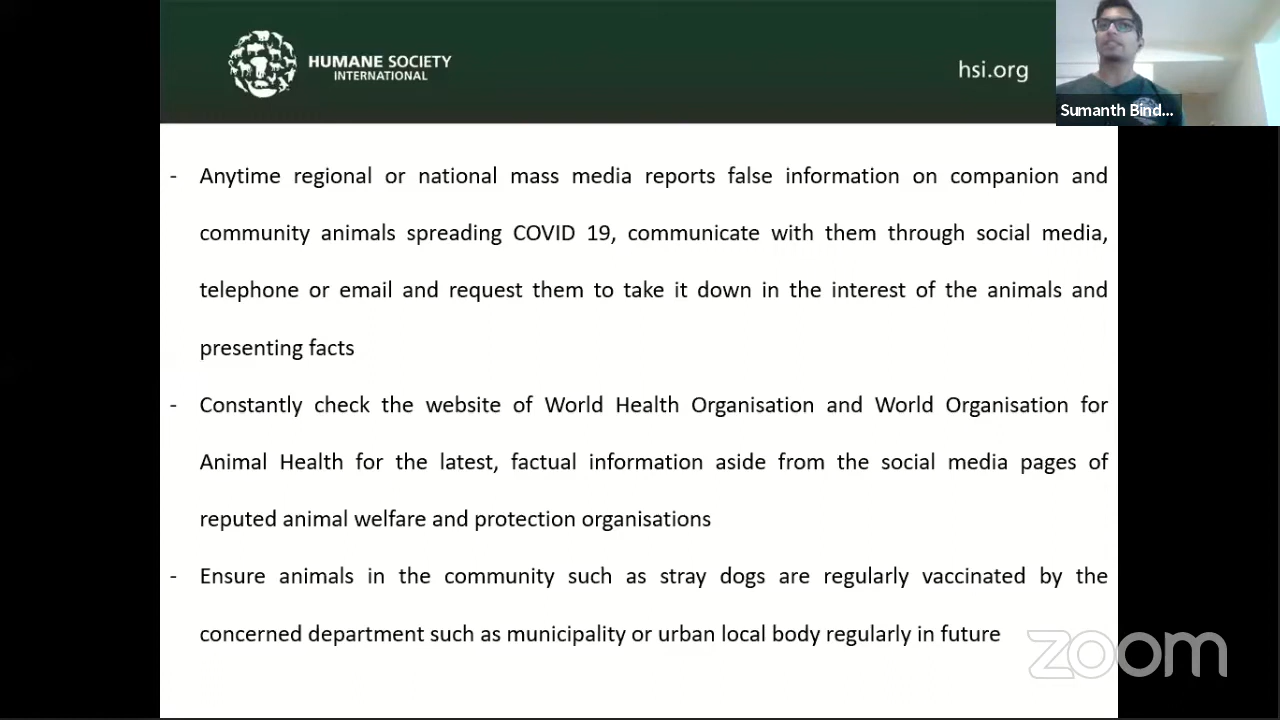 HUMANE SOCIETY
INTERNATIONAL
hsi.org
Sumanth Bind...
- Anytime regional or national mass media reports false information on companion and
community animals spreading COVID 19, communicate with them through social media,
telephone or email and request them to take it down in the interest of the animals and
presenting facts
- Constantly check the website of World Health Organisation and World Organisation for
Animal Health for the latest, factual information aside from the social media pages of
reputed animal welfare and protection organisations
- Ensure animals in the community such as stray dogs are regularly vaccinated by the
concerned department such as municipality or urban local body regularly in future
zoom